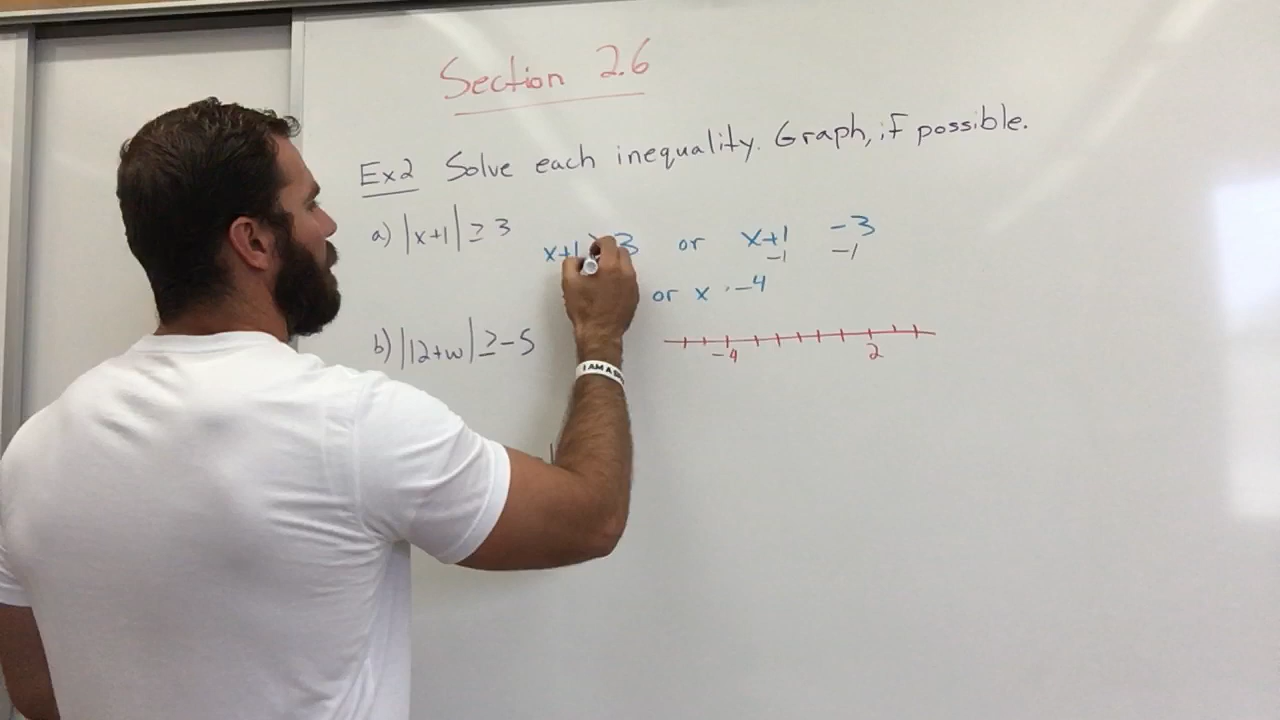 Section 2.6
Ex2 Solve each inequality. Graph, if possible.
a) |x+1| ≥ 3
x+1 > 3 or x+1 -3
-1 -1
or x -4
b) |12+w| ≥ -5
-4 2
I AM A